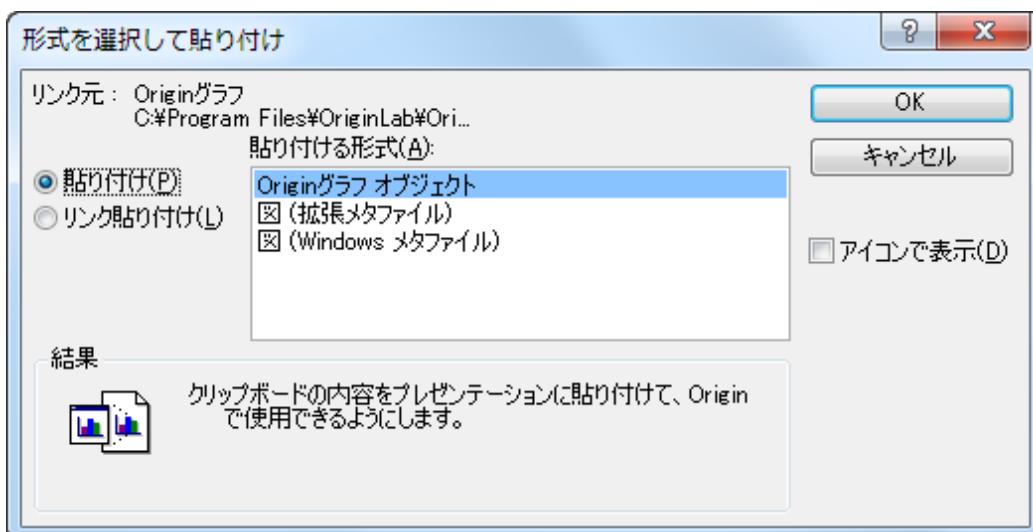 形式を選択して貼り付け
リンク元： Originグラフ
C:¥Program Files¥OriginLab¥Ori...
貼り付ける形式(A):
貼り付け(P)
リンク貼り付け(L)
Originグラフ オブジェクト
図 (拡張メタファイル)
図 (Windows メタファイル)
OK
キャンセル
アイコンで表示(D)
結果
クリップボードの内容をプレゼンテーションに貼り付けて、Origin
で使用できるようにします。